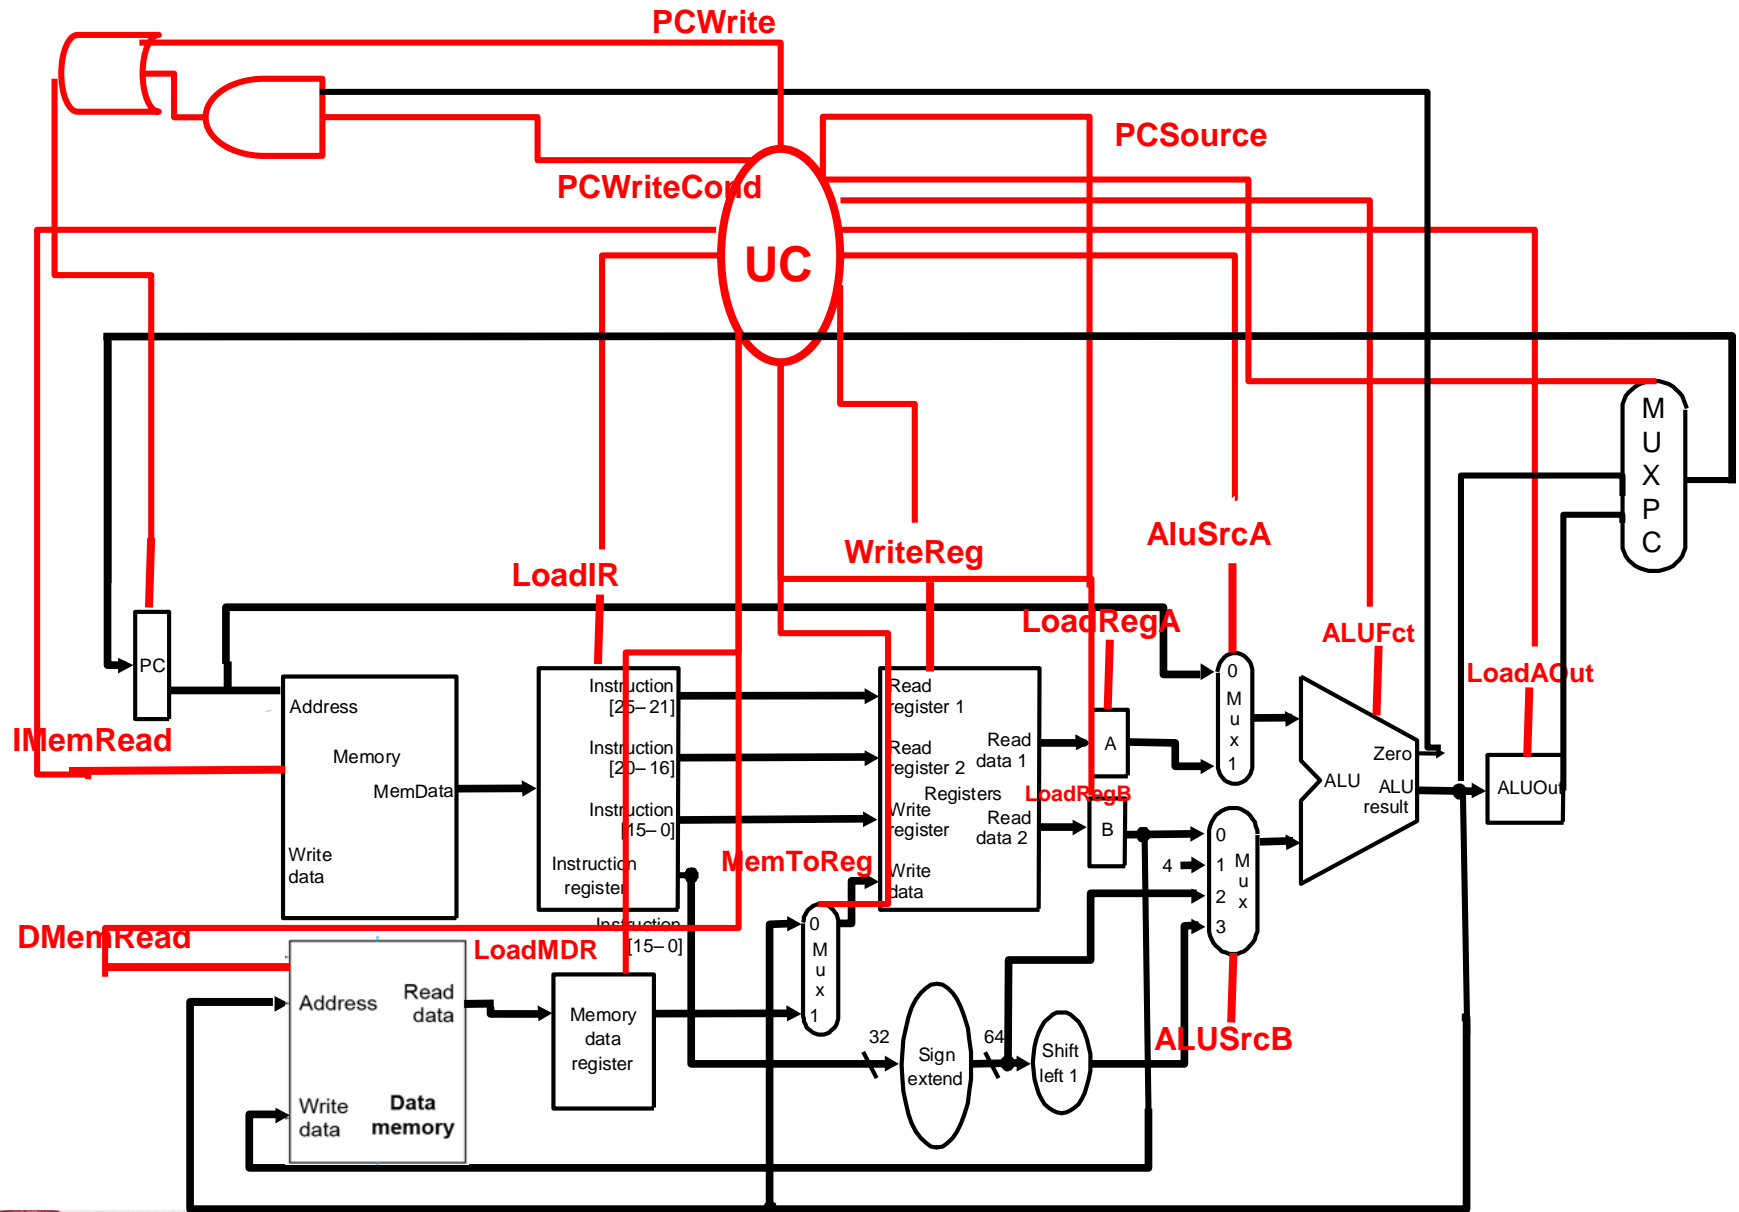 PCWrite
PCSource
PCWriteCond
UC
M
U
X
P
C
AluSrcA
WriteReg
LoadIR
LoadRegA
ALUFct
LoadAOut
PC
Instruction
[25–21]
Read
register 1
0
M
u
x
1
Address
IMemRead
Memory
MemData
Instruction
[20–16]
Read
register 2
Read
data 1
A
Zero
ALU
ALU
result
ALUOut
Registers
LoadRegB
Instruction
[15–0]
Write
register
Read
data 2
B
0
4
1
M
u
x
2
3
Write
data
Instruction
register
MemToReg
Write
data
DMemRead
Instruction
[15–0]
LoadMDR
0
M
u
x
1
Address
Read
data
Memory
data
register
32
Sign
extend
64
Shift
left 1
ALUSrcB
Write
data
Data
memory